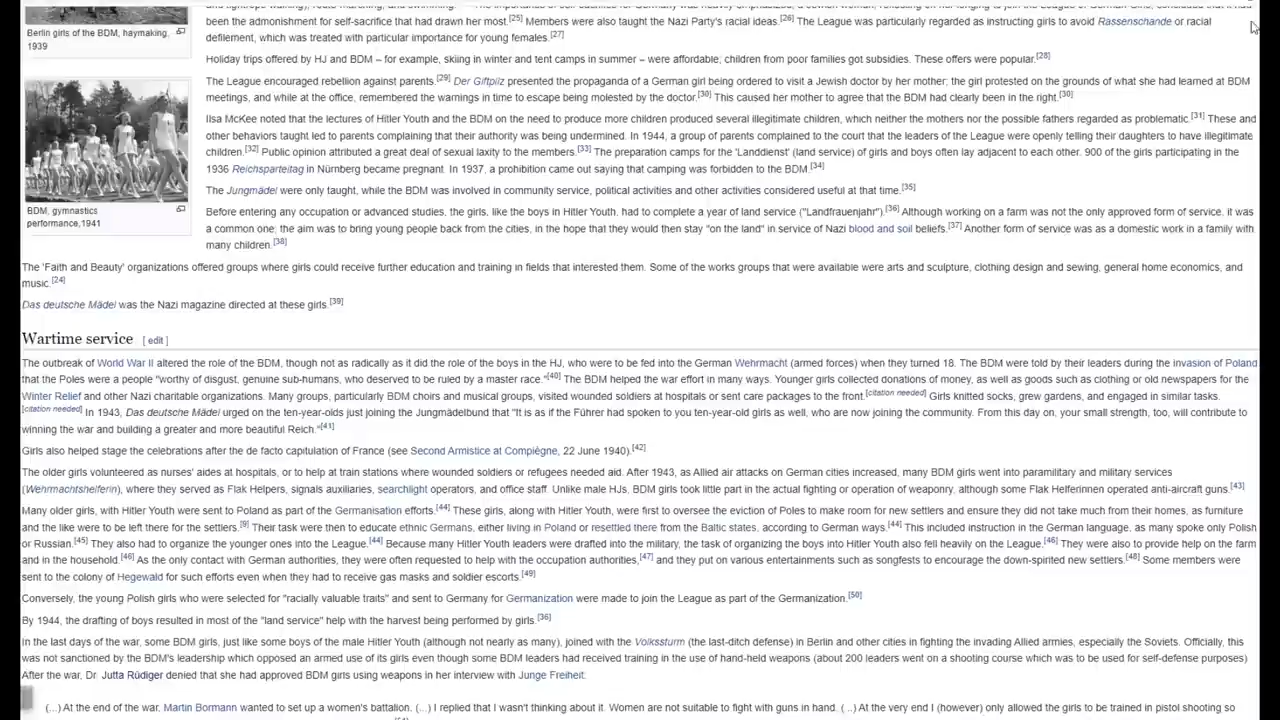 been the admonishment for self-sacrifice that had drawn her most.[25] Members were also taught the Nazi Party's racial ideas.[26] The League was particularly regarded as instructing girls to avoid Rassenschande or racial
defilement, which was treated with particular importance for young females.[27]
Berlin girls of the BDM, haymaking,
1939
Holiday trips offered by HJ and BDM – for example, skiing in winter and tent camps in summer – were affordable; children from poor families got subsidies. These offers were popular.[28]
The League encouraged rebellion against parents.[29] Der Giftpilz presented the propaganda of a German girl being ordered to visit a Jewish doctor by her mother; the girl protested on the grounds of what she had learned at BDM
meetings, and while at the office, remembered the warnings in time to escape being molested by the doctor.[30] This caused her mother to agree that the BDM had clearly been in the right.[30]
Ilsa McKee noted that the lectures of Hitler Youth and the BDM on the need to produce more children produced several illegitimate children, which neither the mothers nor the possible fathers regarded as problematic.[31] These and
other behaviors taught led to parents complaining that their authority was being undermined. In 1944, a group of parents complained to the court that the leaders of the League were openly telling their daughters to have illegitimate
children.[32] Public opinion attributed a great deal of sexual laxity to the members.[33] The preparation camps for the 'Landdienst' (land service) of girls and boys often lay adjacent to each other. 900 of the girls participating in the
1936 Reichsparteitag in Nürnberg became pregnant. In 1937, a prohibition came out saying that camping was forbidden to the BDM.[34]
The Jungmädel were only taught, while the BDM was involved in community service, political activities and other activities considered useful at that time.[35]
BDM, gymnastics
performance,1941
Before entering any occupation or advanced studies, the girls, like the boys in Hitler Youth, had to complete a year of land service ("Landfrauenjahr").[36] Although working on a farm was not the only approved form of service, it was
a common one; the aim was to bring young people back from the cities, in the hope that they would then stay "on the land" in service of Nazi blood and soil beliefs.[37] Another form of service was as a domestic work in a family with
many children.[38]
The 'Faith and Beauty' organizations offered groups where girls could receive further education and training in fields that interested them. Some of the works groups that were available were arts and sculpture, clothing design and sewing, general home economics, and
music.[24]
Das deutsche Mädel was the Nazi magazine directed at these girls.[39]
Wartime service [ edit ]
The outbreak of World War II altered the role of the BDM, though not as radically as it did the role of the boys in the HJ, who were to be fed into the German Wehrmacht (armed forces) when they turned 18. The BDM were told by their leaders during the invasion of Poland
that the Poles were a people "worthy of disgust, genuine sub-humans, who deserved to be ruled by a master race."[40] The BDM helped the war effort in many ways. Younger girls collected donations of money, as well as goods such as clothing or old newspapers for the
Winter Relief and other Nazi charitable organizations. Many groups, particularly BDM choirs and musical groups, visited wounded soldiers at hospitals or sent care packages to the front.[citation needed] Girls knitted socks, grew gardens, and engaged in similar tasks.
[citation needed] In 1943, Das deutsche Mädel urged on the ten-year-olds just joining the Jungmädelbund that "It is as if the Führer had spoken to you ten-year-old girls as well, who are now joining the community. From this day on, your small strength, too, will contribute to
winning the war and building a greater and more beautiful Reich."[41]
Girls also helped stage the celebrations after the de facto capitulation of France (see Second Armistice at Compiègne, 22 June 1940).[42]
The older girls volunteered as nurses' aides at hospitals, or to help at train stations where wounded soldiers or refugees needed aid. After 1943, as Allied air attacks on German cities increased, many BDM girls went into paramilitary and military services
(Wehrmachtshelferin), where they served as Flak Helpers, signals auxiliaries, searchlight operators, and office staff. Unlike male HJs, BDM girls took little part in the actual fighting or operation of weaponry, although some Flak Helferinnen operated anti-aircraft guns.[43]
Many older girls, with Hitler Youth were sent to Poland as part of the Germanisation efforts.[44] These girls, along with Hitler Youth, were first to oversee the eviction of Poles to make room for new settlers and ensure they did not take much from their homes, as furniture
and the like were to be left there for the settlers.[9] Their task were then to educate ethnic Germans, either living in Poland or resettled there from the Baltic states, according to German ways.[44] This included instruction in the German language, as many spoke only Polish
or Russian.[45] They also had to organize the younger ones into the League.[44] Because many Hitler Youth leaders were drafted into the military, the task of organizing the boys into Hitler Youth also fell heavily on the League.[46] They were also to provide help on the farm
and in the household.[46] As the only contact with German authorities, they were often requested to help with the occupation authorities,[47] and they put on various entertainments such as songfests to encourage the down-spirited new settlers.[48] Some members were
sent to the colony of Hegewald for such efforts even when they had to receive gas masks and soldier escorts.[49]
Conversely, the young Polish girls who were selected for "racially valuable traits" and sent to Germany for Germanization were made to join the League as part of the Germanization.[50]
By 1944, the drafting of boys resulted in most of the "land service" help with the harvest being performed by girls.[36]
In the last days of the war, some BDM girls, just like some boys of the male Hitler Youth (although not nearly as many), joined with the Volkssturm (the last-ditch defense) in Berlin and other cities in fighting the invading Allied armies, especially the Soviets. Officially, this
was not sanctioned by the BDM's leadership which opposed an armed use of its girls even though some BDM leaders had received training in the use of hand-held weapons (about 200 leaders went on a shooting course which was to be used for self-defense purposes)
After the war, Dr. Jutta Rüdiger denied that she had approved BDM girls using weapons in her interview with Junge Freiheit:
(...) At the end of the war, Martin Bormann wanted to set up a women's battalion. (...) I replied that I wasn't thinking about it. Women are not suitable to fight with guns in hand. (...) At the very end I (however) only allowed the girls to be trained in pistol shooting so